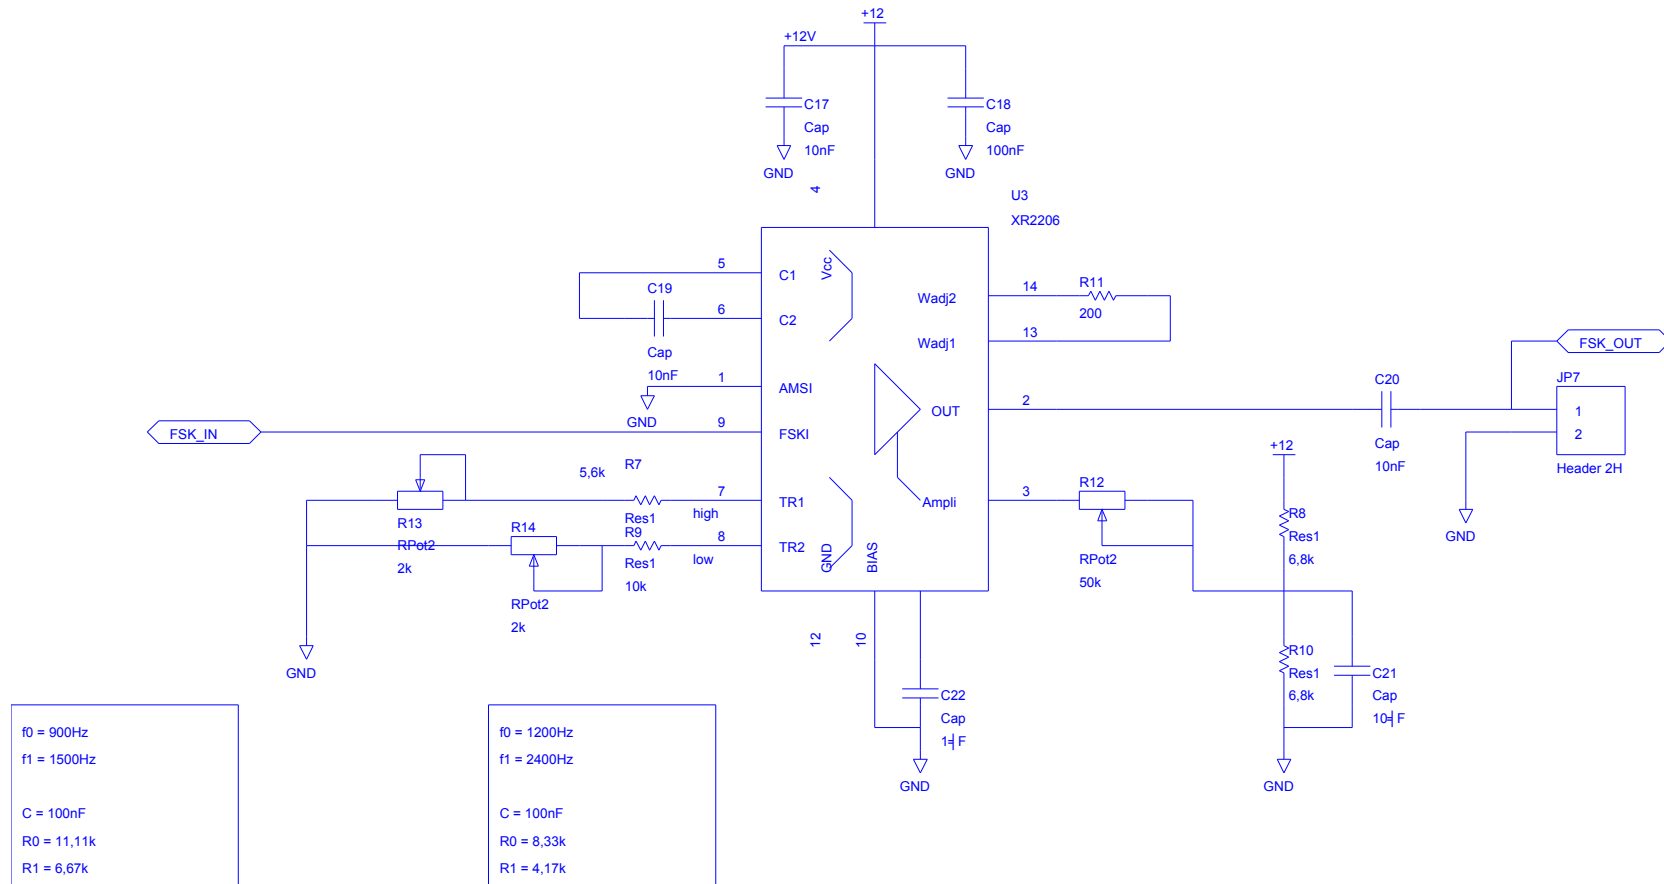 +12
+12V
C17
Cap
10nF
GND
C18
Cap
100nF
GND
4
U3
XR2206
5
C1
Vcc
C19
6
C2
Cap
10nF
1
AMSI
GND
FSK_IN
9
FSKI
5,6k
R7
7
TR1
Res1
high
R13
RPot2
2k
R14
RPot2
2k
R9
Res1
10k
8
TR2
low
GND
GND
BIAS
12
10
Wadj2
14
R11
200
Wadj1
13
OUT
2
Ampli
3
R12
RPot2
50k
C20
Cap
10nF
FSK_OUT
JP7
1
2
Header 2H
GND
+12
R8
Res1
6,8k
R10
Res1
6,8k
C21
Cap
10╡F
GND
C22
Cap
1╡F
GND
f0 = 900Hz
f1 = 1500Hz
C = 100nF
R0 = 11,11k
R1 = 6,67k
f0 = 1200Hz
f1 = 2400Hz
C = 100nF
R0 = 8,33k
R1 = 4,17k